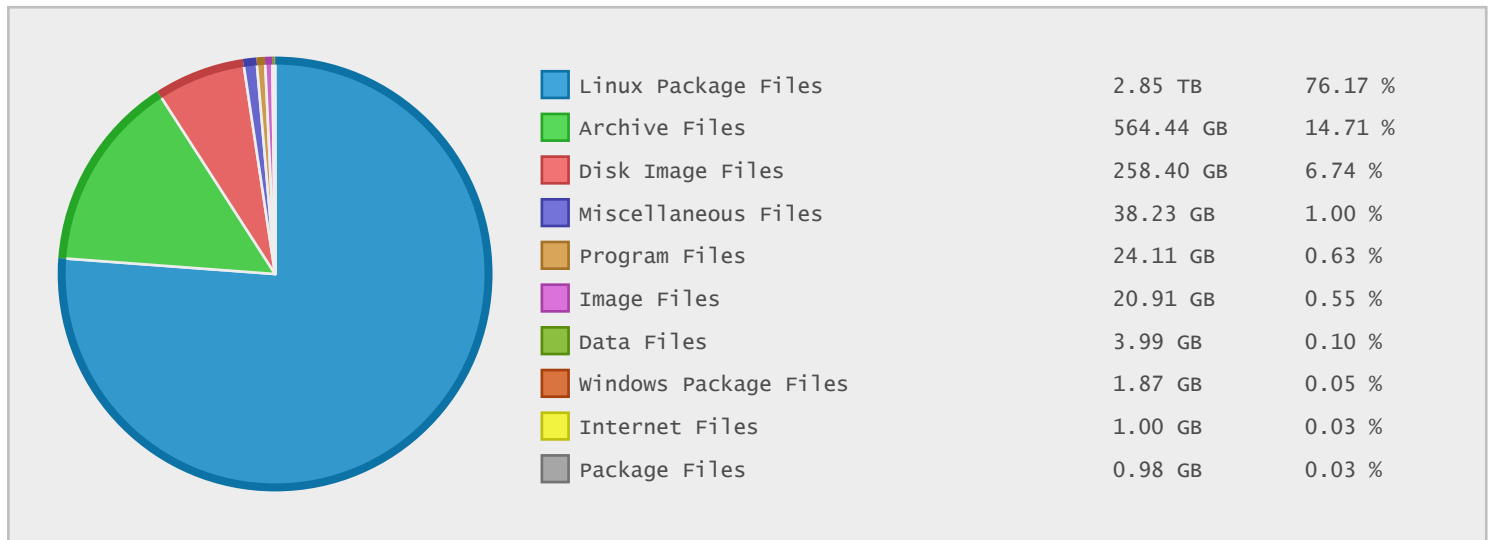 Linux Package Files 2.85 TB 76.17 %
Archive Files 564.44 GB 14.71 %
Disk Image Files 258.40 GB 6.74 %
Miscellaneous Files 38.23 GB 1.00 %
Program Files 24.11 GB 0.63 %
Image Files 20.91 GB 0.55 %
Data Files 3.99 GB 0.10 %
Windows Package Files 1.87 GB 0.05 %
Internet Files 1.00 GB 0.03 %
Package Files 0.98 GB 0.03 %